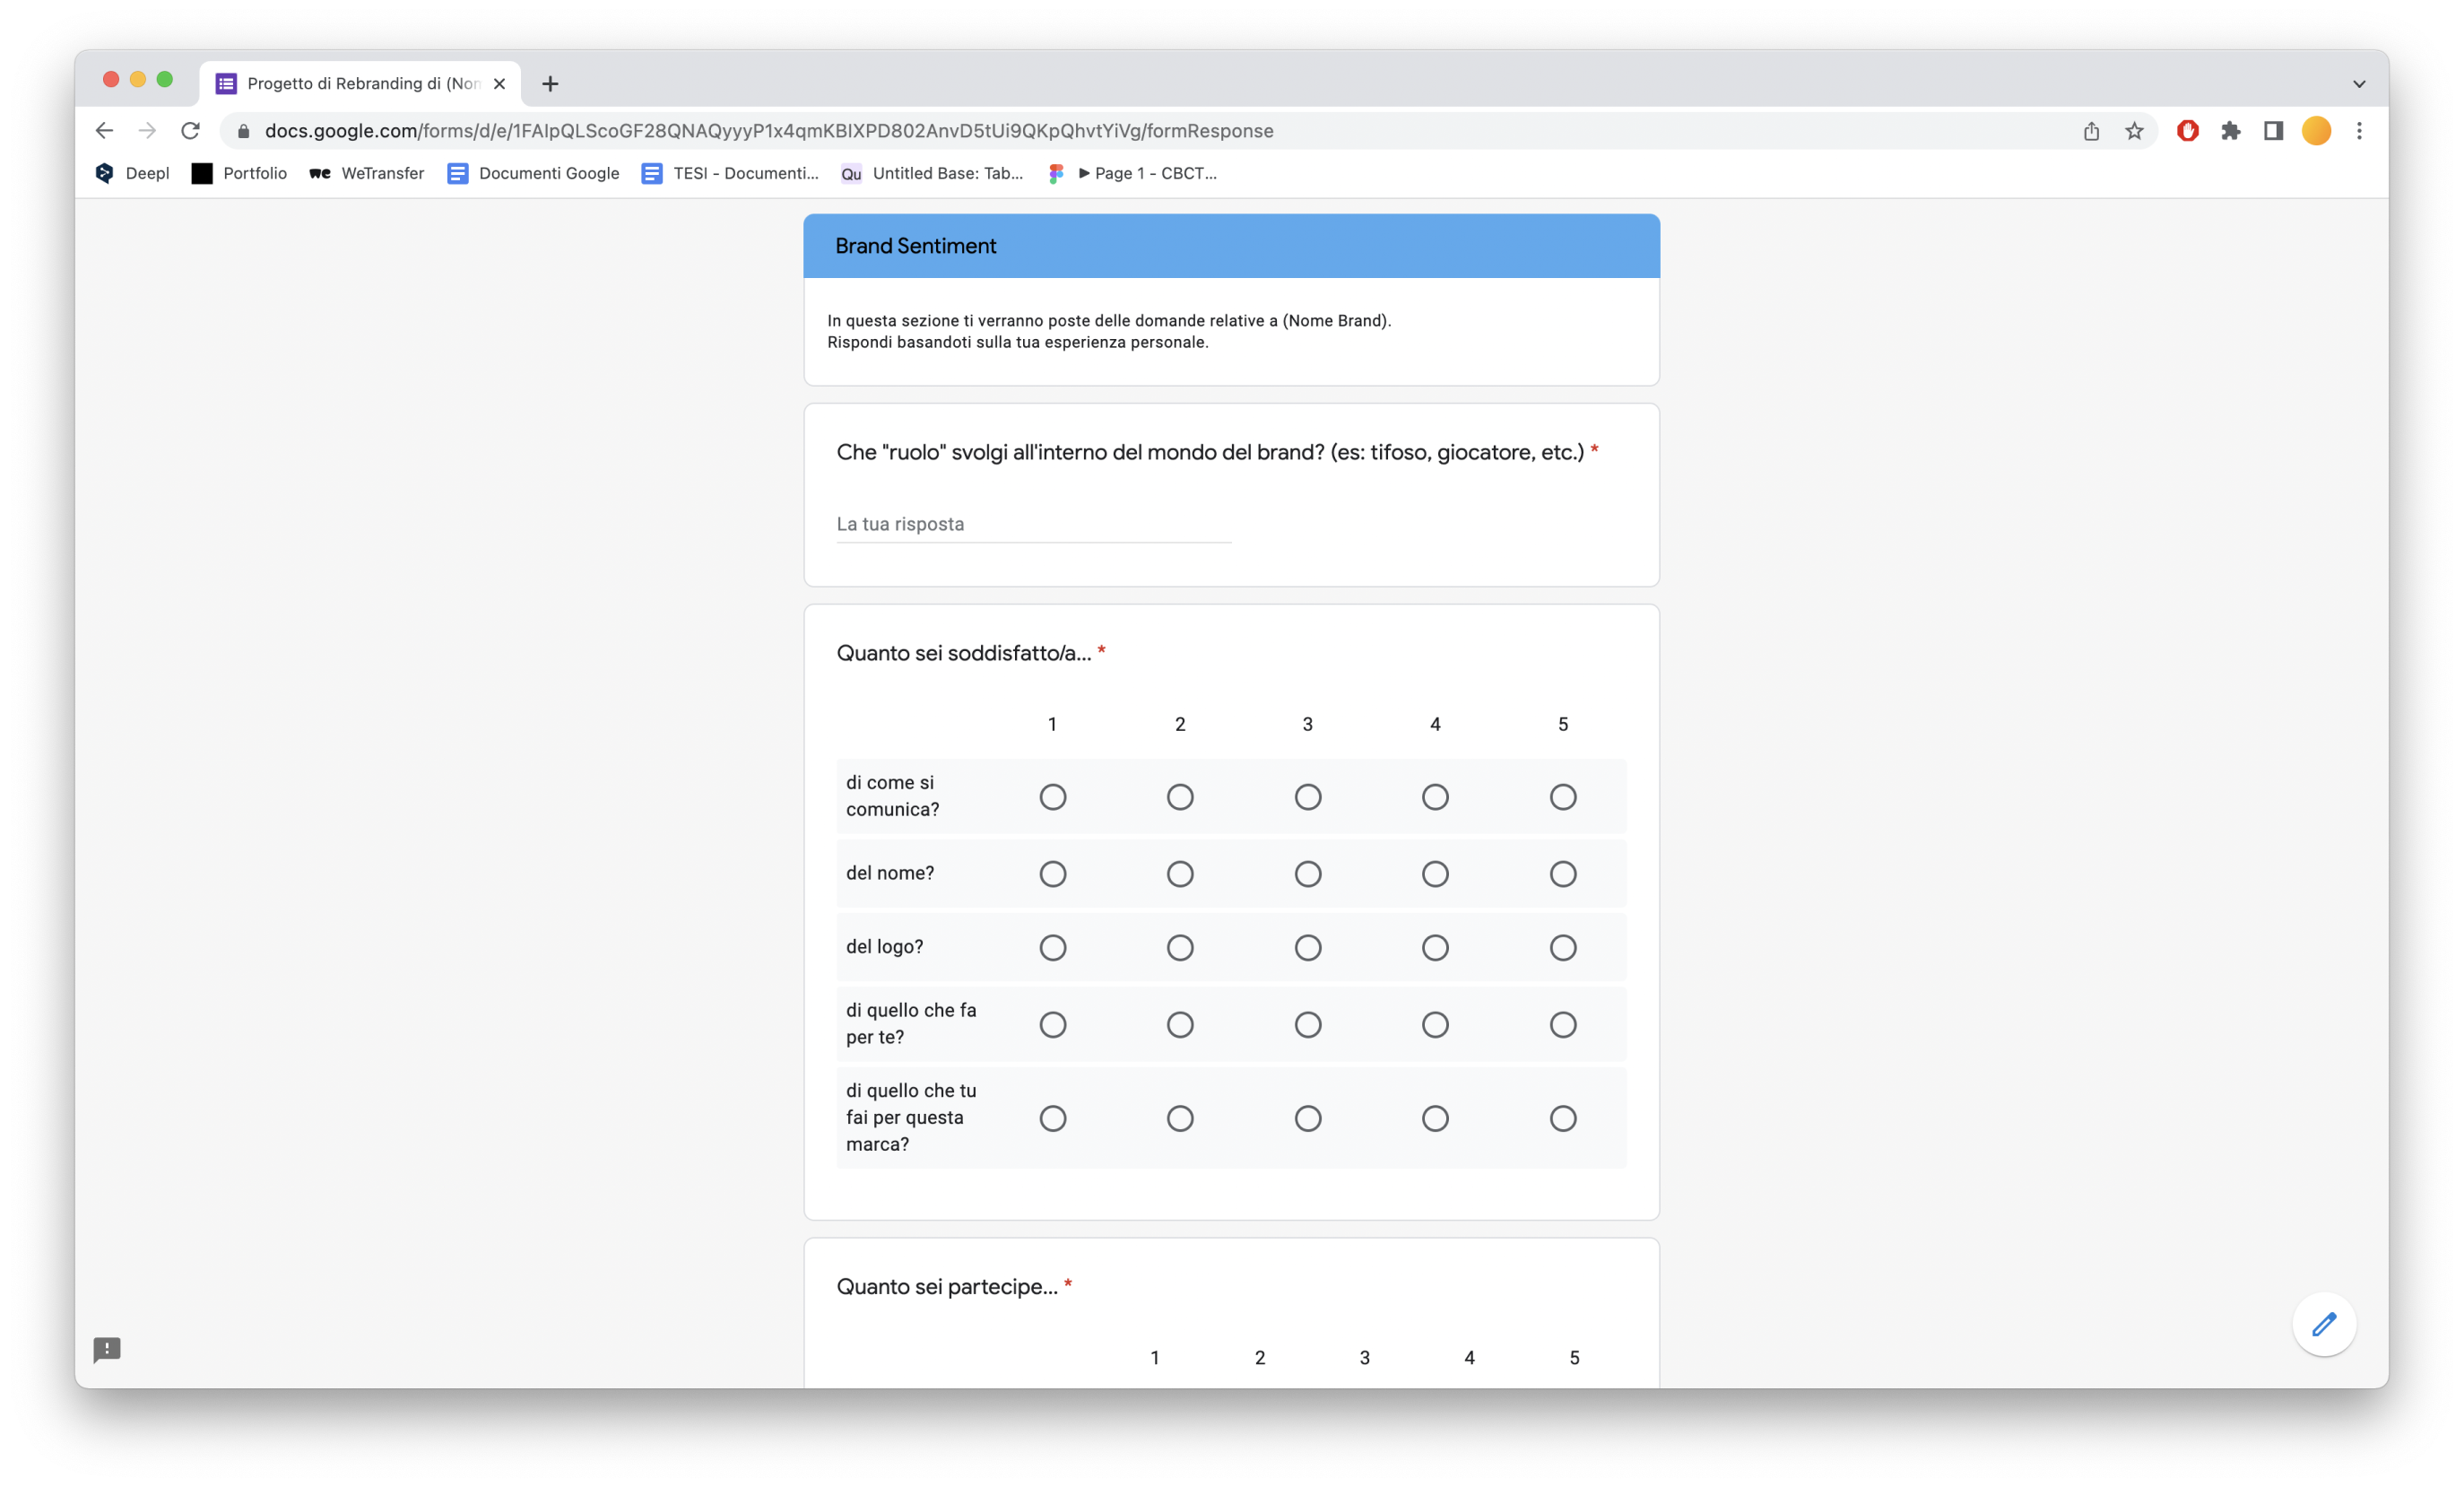 Progetto di Rebranding di (Non
docs.google.com/forms/d/e/1FAIpQLScoGF28QNAQyyyP1x4qmKBIXPD802AnvD5tUi9QKpQhvtYiVg/formResponse
Deepl Portfolio we WeTransfer Documenti Google TESI - Documenti... Qu Untitled Base: Tab... ▶ Page 1 - CBCT...
Brand Sentiment
In questa sezione ti verranno poste delle domande relative a (Nome Brand).
Rispondi basandoti sulla tua esperienza personale.
Che "ruolo" svolgi all'interno del mondo del brand? (es: tifoso, giocatore, etc.) *
La tua risposta
Quanto sei soddisfatto/a... *
1 2 3 4 5
di come si
comunica?
del nome?
del logo?
di quello che fa
per te?
di quello che tu
fai per questa
marca?
Quanto sei partecipe... *
1 2 3 4 5